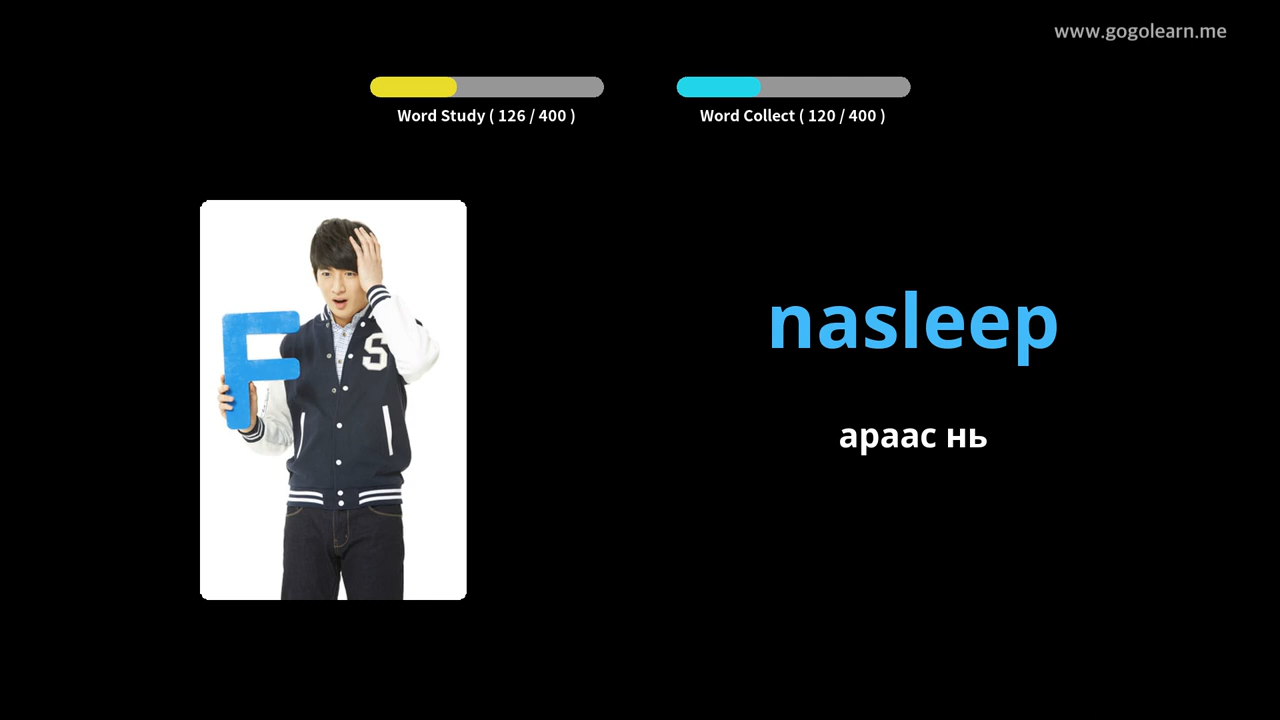 www.gogolearn.me
Word Study ( 126 / 400 )
Word Collect ( 120 / 400 )
F
S
nasleep
араас нь